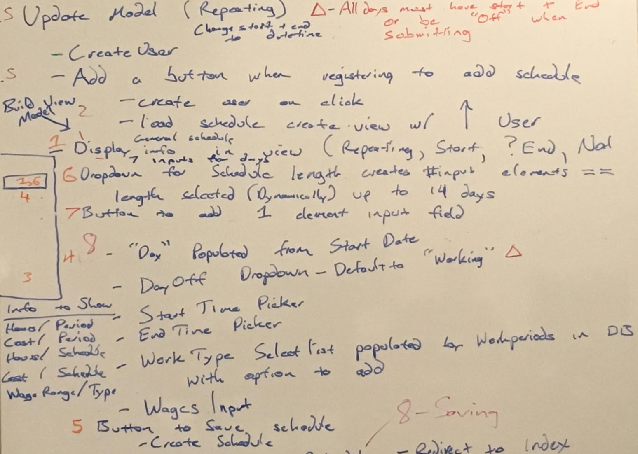 .5 Update Model (Repeating) Δ - All days must have start + End
or be "Off" when
submitting
Change start + end
to datetime
- Create User
.5 - Add a button when registering to add schedule
- create user on click
Build View
Model
2
- load schedule create view w/ ↑ User
1 - Display General schedule info in view (Repeating, Start, ?End, Not
7 inputs for days
6 Dropdown for Schedule length creates #input elements ==
length selected (Dynamically) up to 14 days
7 Button to add 1 element input field
1,6
4
3
4 8 - "Day" Populated from Start Date
- Day Off Dropdown - Default to "Working" Δ
- Start Time Picker
- End Time Picker
- Work Type Select list populated by Workperiods in DB
with option to add
- Wages Input
Info to Show
Hours / Period
Cost / Period
Hours / Schedule
Cost / Schedule
Wage Range / Type
5 Button to Save schedule
- Create Schedule
8 - Saving
- Redirect to Index